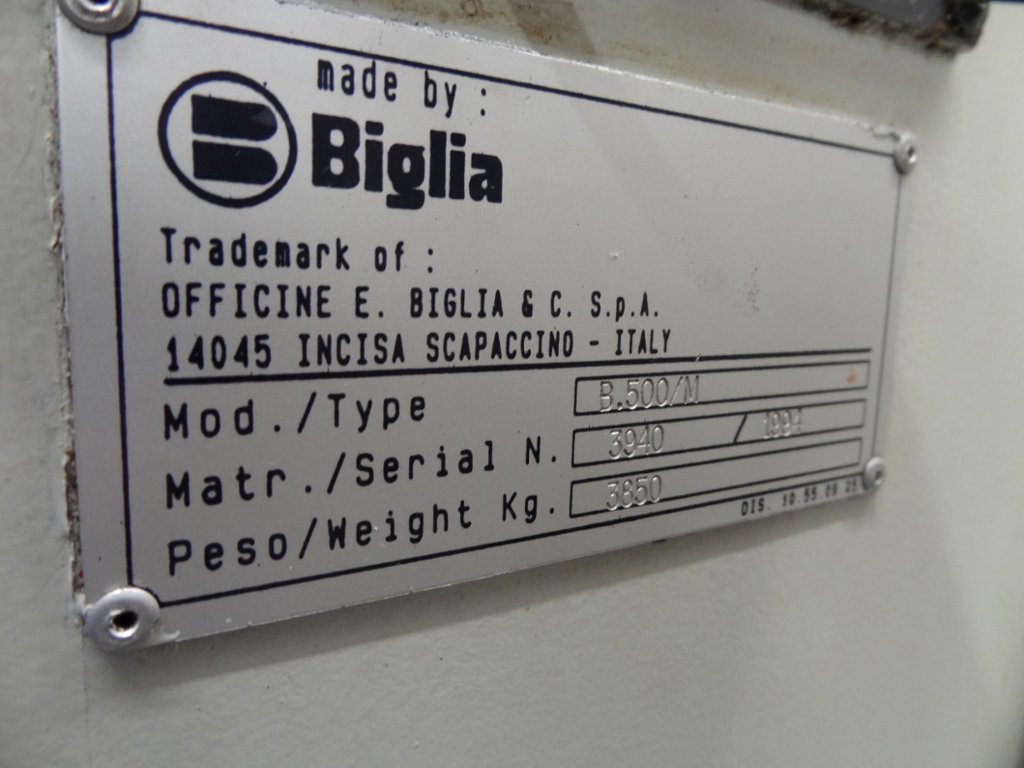 made by :
Biglia
Trademark of :
OFFICINE E. BIGLIA & C. S.p.A.
14045 INCISA SCAPACCINO - ITALY
Mod./Type B.500/M
Matr./Serial N. 3940 / 1994
Peso/Weight Kg. 3850
DIS. 10.55.09.25